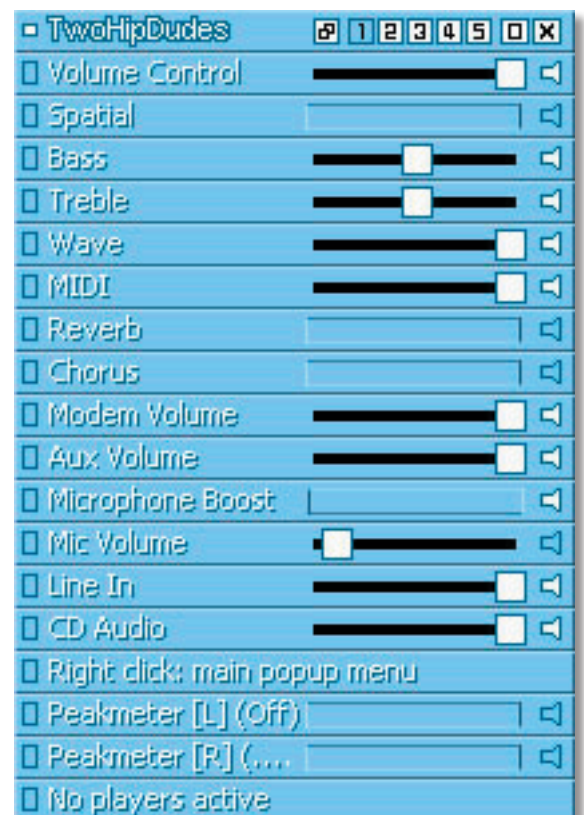 TwoHipDudes 1 2 3 4 5
Volume Control
Spatial
Bass
Treble
Wave
MIDI
Reverb
Chorus
Modem Volume
Aux Volume
Microphone Boost
Mic Volume
Line In
CD Audio
Right click: main popup menu
Peakmeter [L] (Off)
Peakmeter [R] (....
No players active